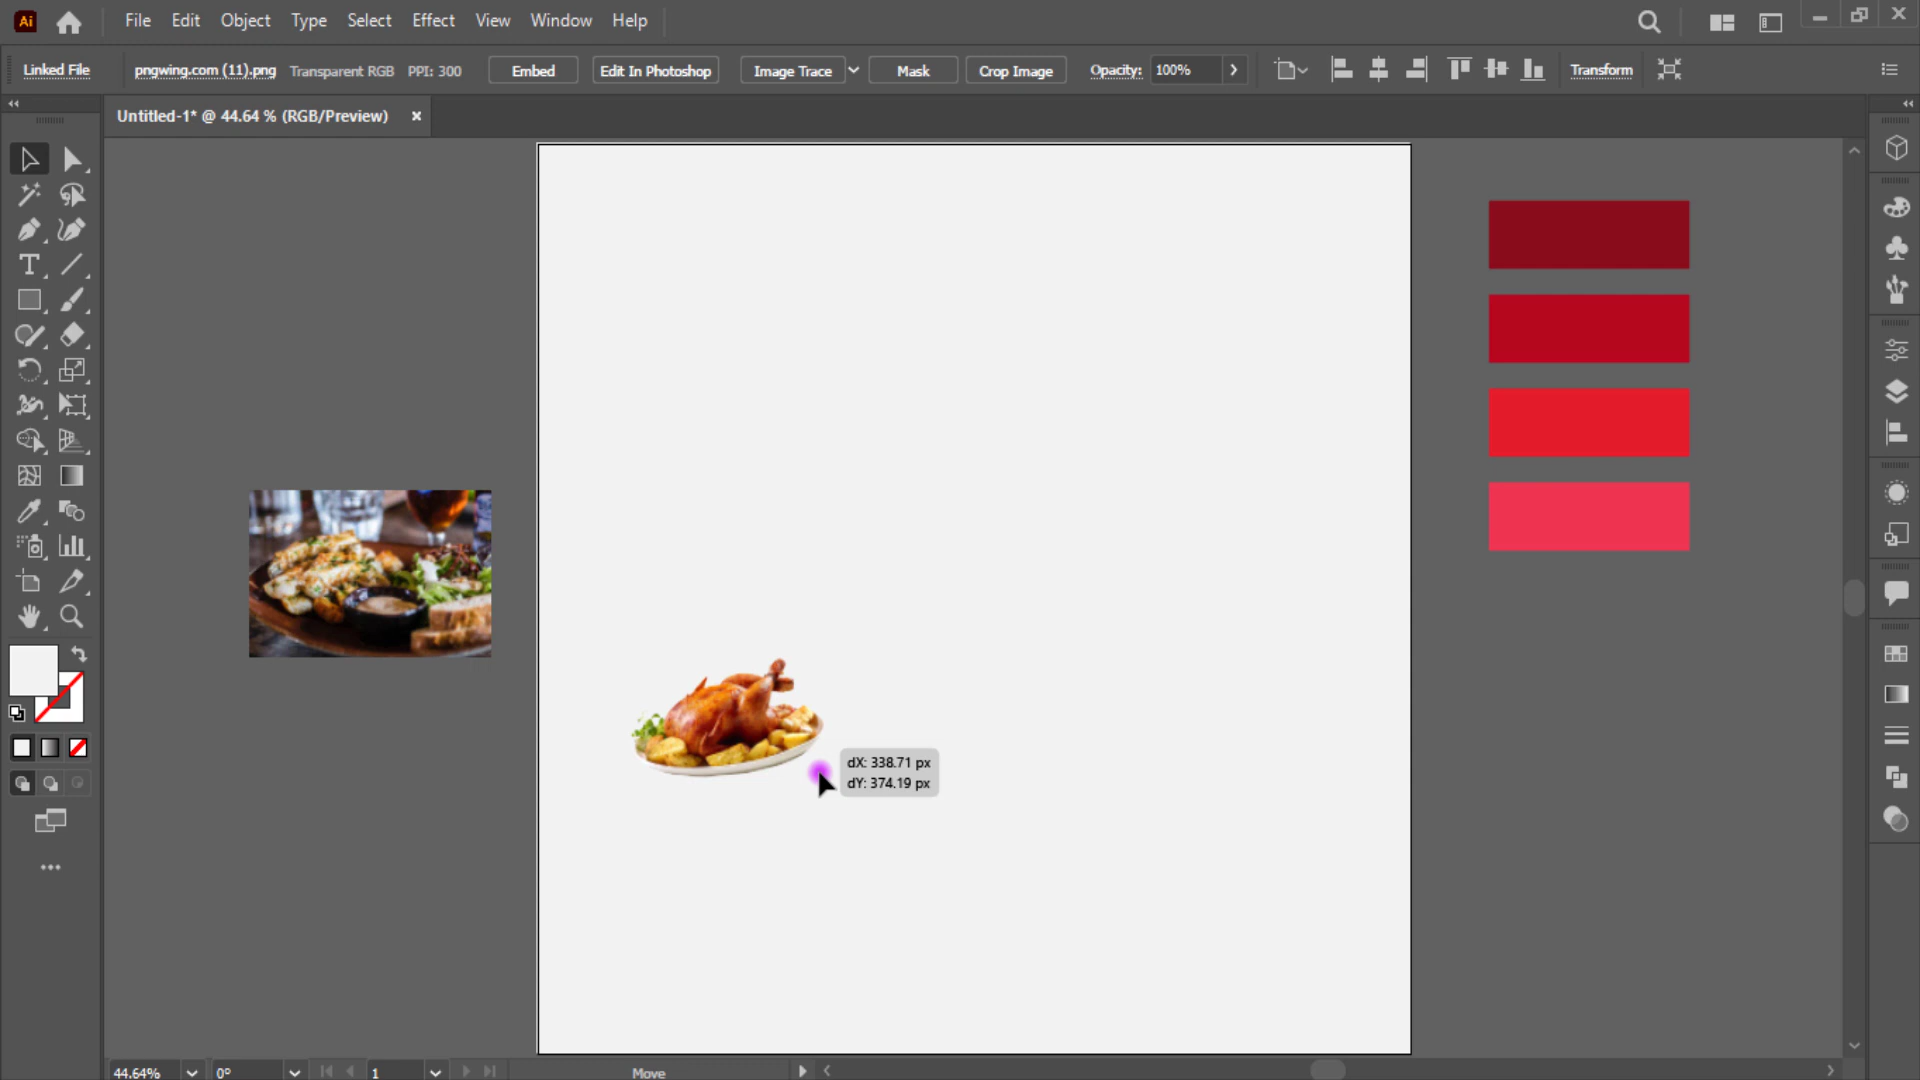 Ai File Edit Object Type Select Effect View Window Help
Linked File pngwing.com (11).png Transparent RGB PPI: 300 Embed Edit In Photoshop Image Trace Mask Crop Image Opacity: 100% Transform
Untitled-1* @ 44.64 % (RGB/Preview)
dX: 338.71 px
dY: 374.19 px
44.64% 0° 1 Move